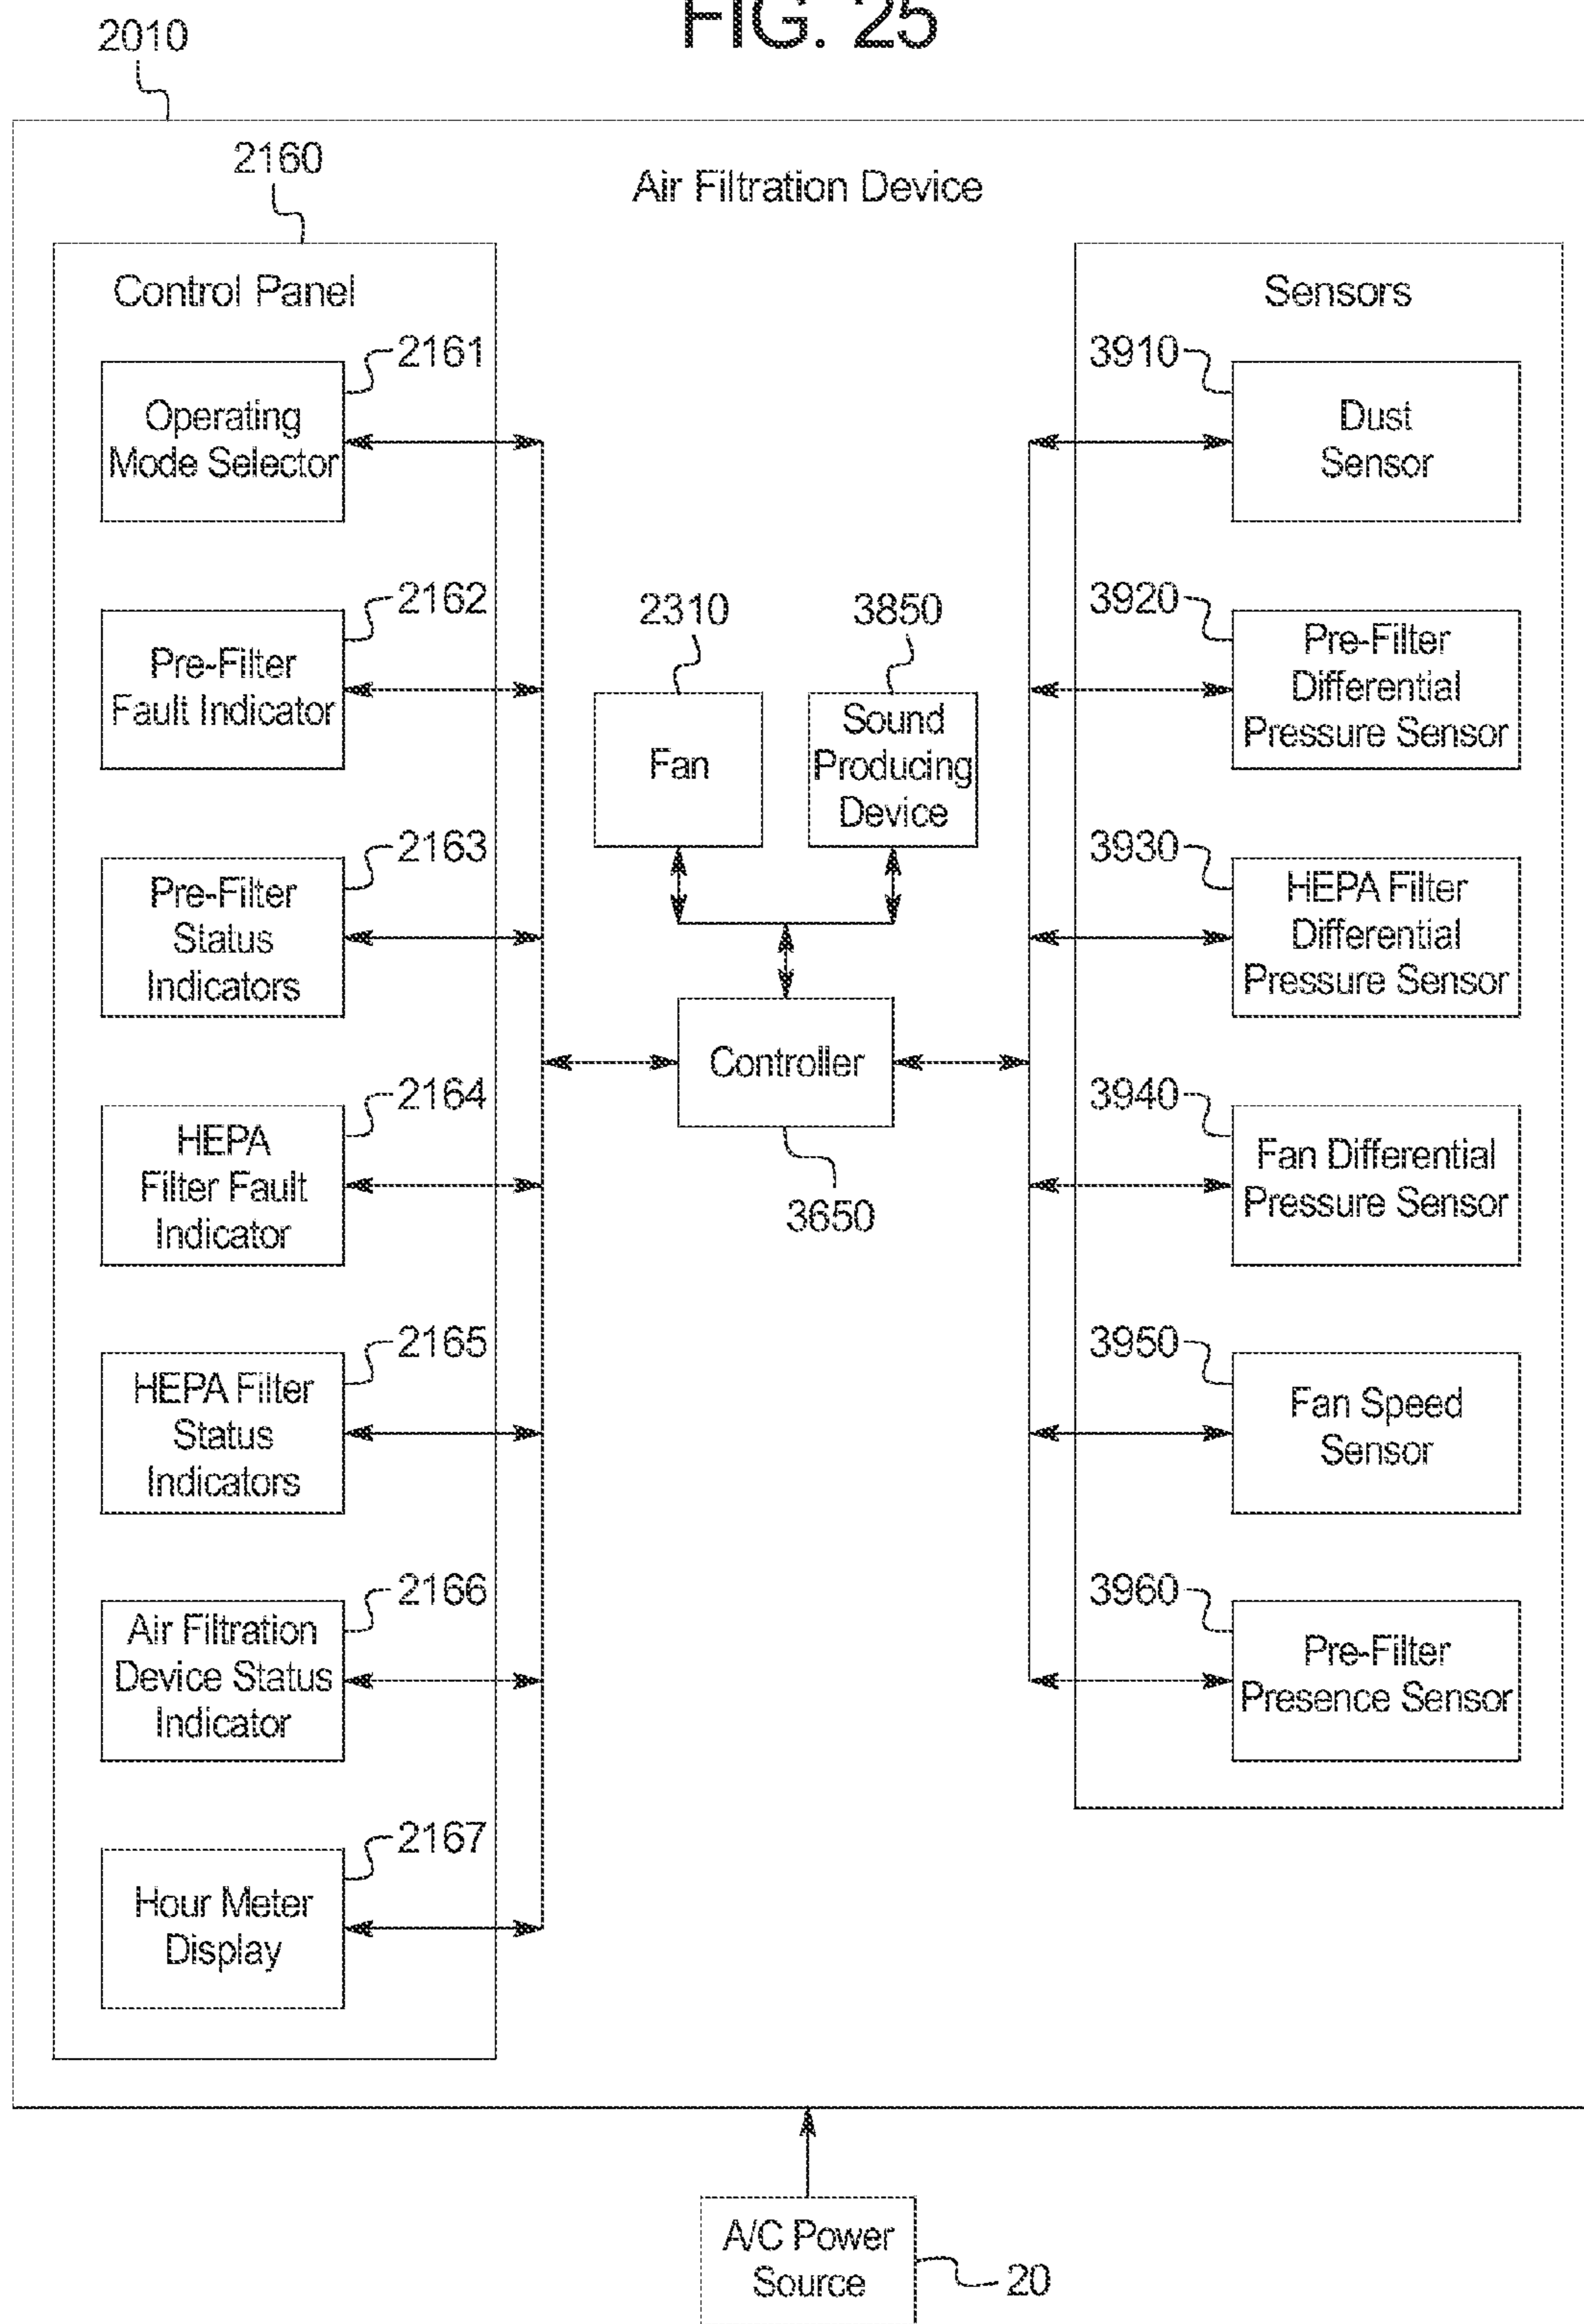 FIG. 25
2010
2160
Air Filtration Device
Control Panel
2161
Operating
Mode Selector
2162
Pre-Filter
Fault Indicator
2163
Pre-Filter
Status
Indicators
2164
HEPA
Filter Fault
Indicator
2165
HEPA Filter
Status
Indicators
2166
Air Filtration
Device Status
Indicator
2167
Hour Meter
Display
2310
Fan
3850
Sound
Producing
Device
Controller
3650
Sensors
3910
Dust
Sensor
3920
Pre-Filter
Differential
Pressure Sensor
3930
HEPA Filter
Differential
Pressure Sensor
3940
Fan Differential
Pressure Sensor
3950
Fan Speed
Sensor
3960
Pre-Filter
Presence Sensor
A/C Power
Source
20